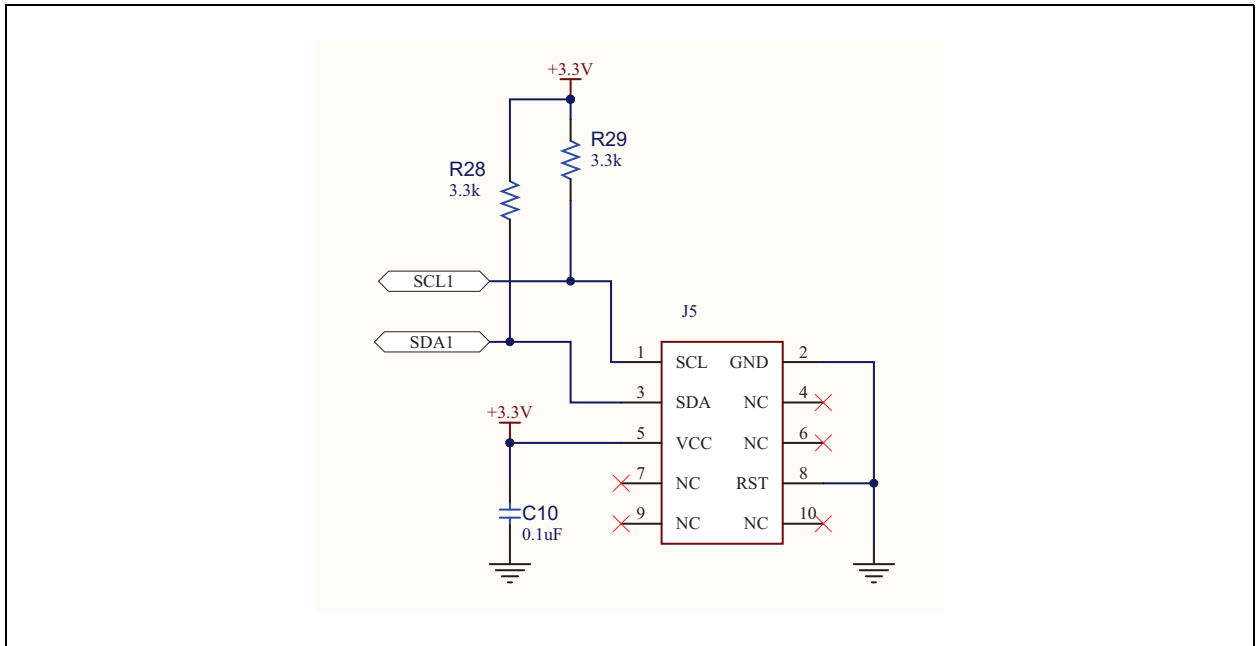 +3.3V
R29
3.3k
R28
3.3k
SCL1
J5
SDA1
1 SCL GND 2
3 SDA NC 4
+3.3V
5 VCC NC 6
7 NC RST 8
C10
9 NC NC 10
0.1uF